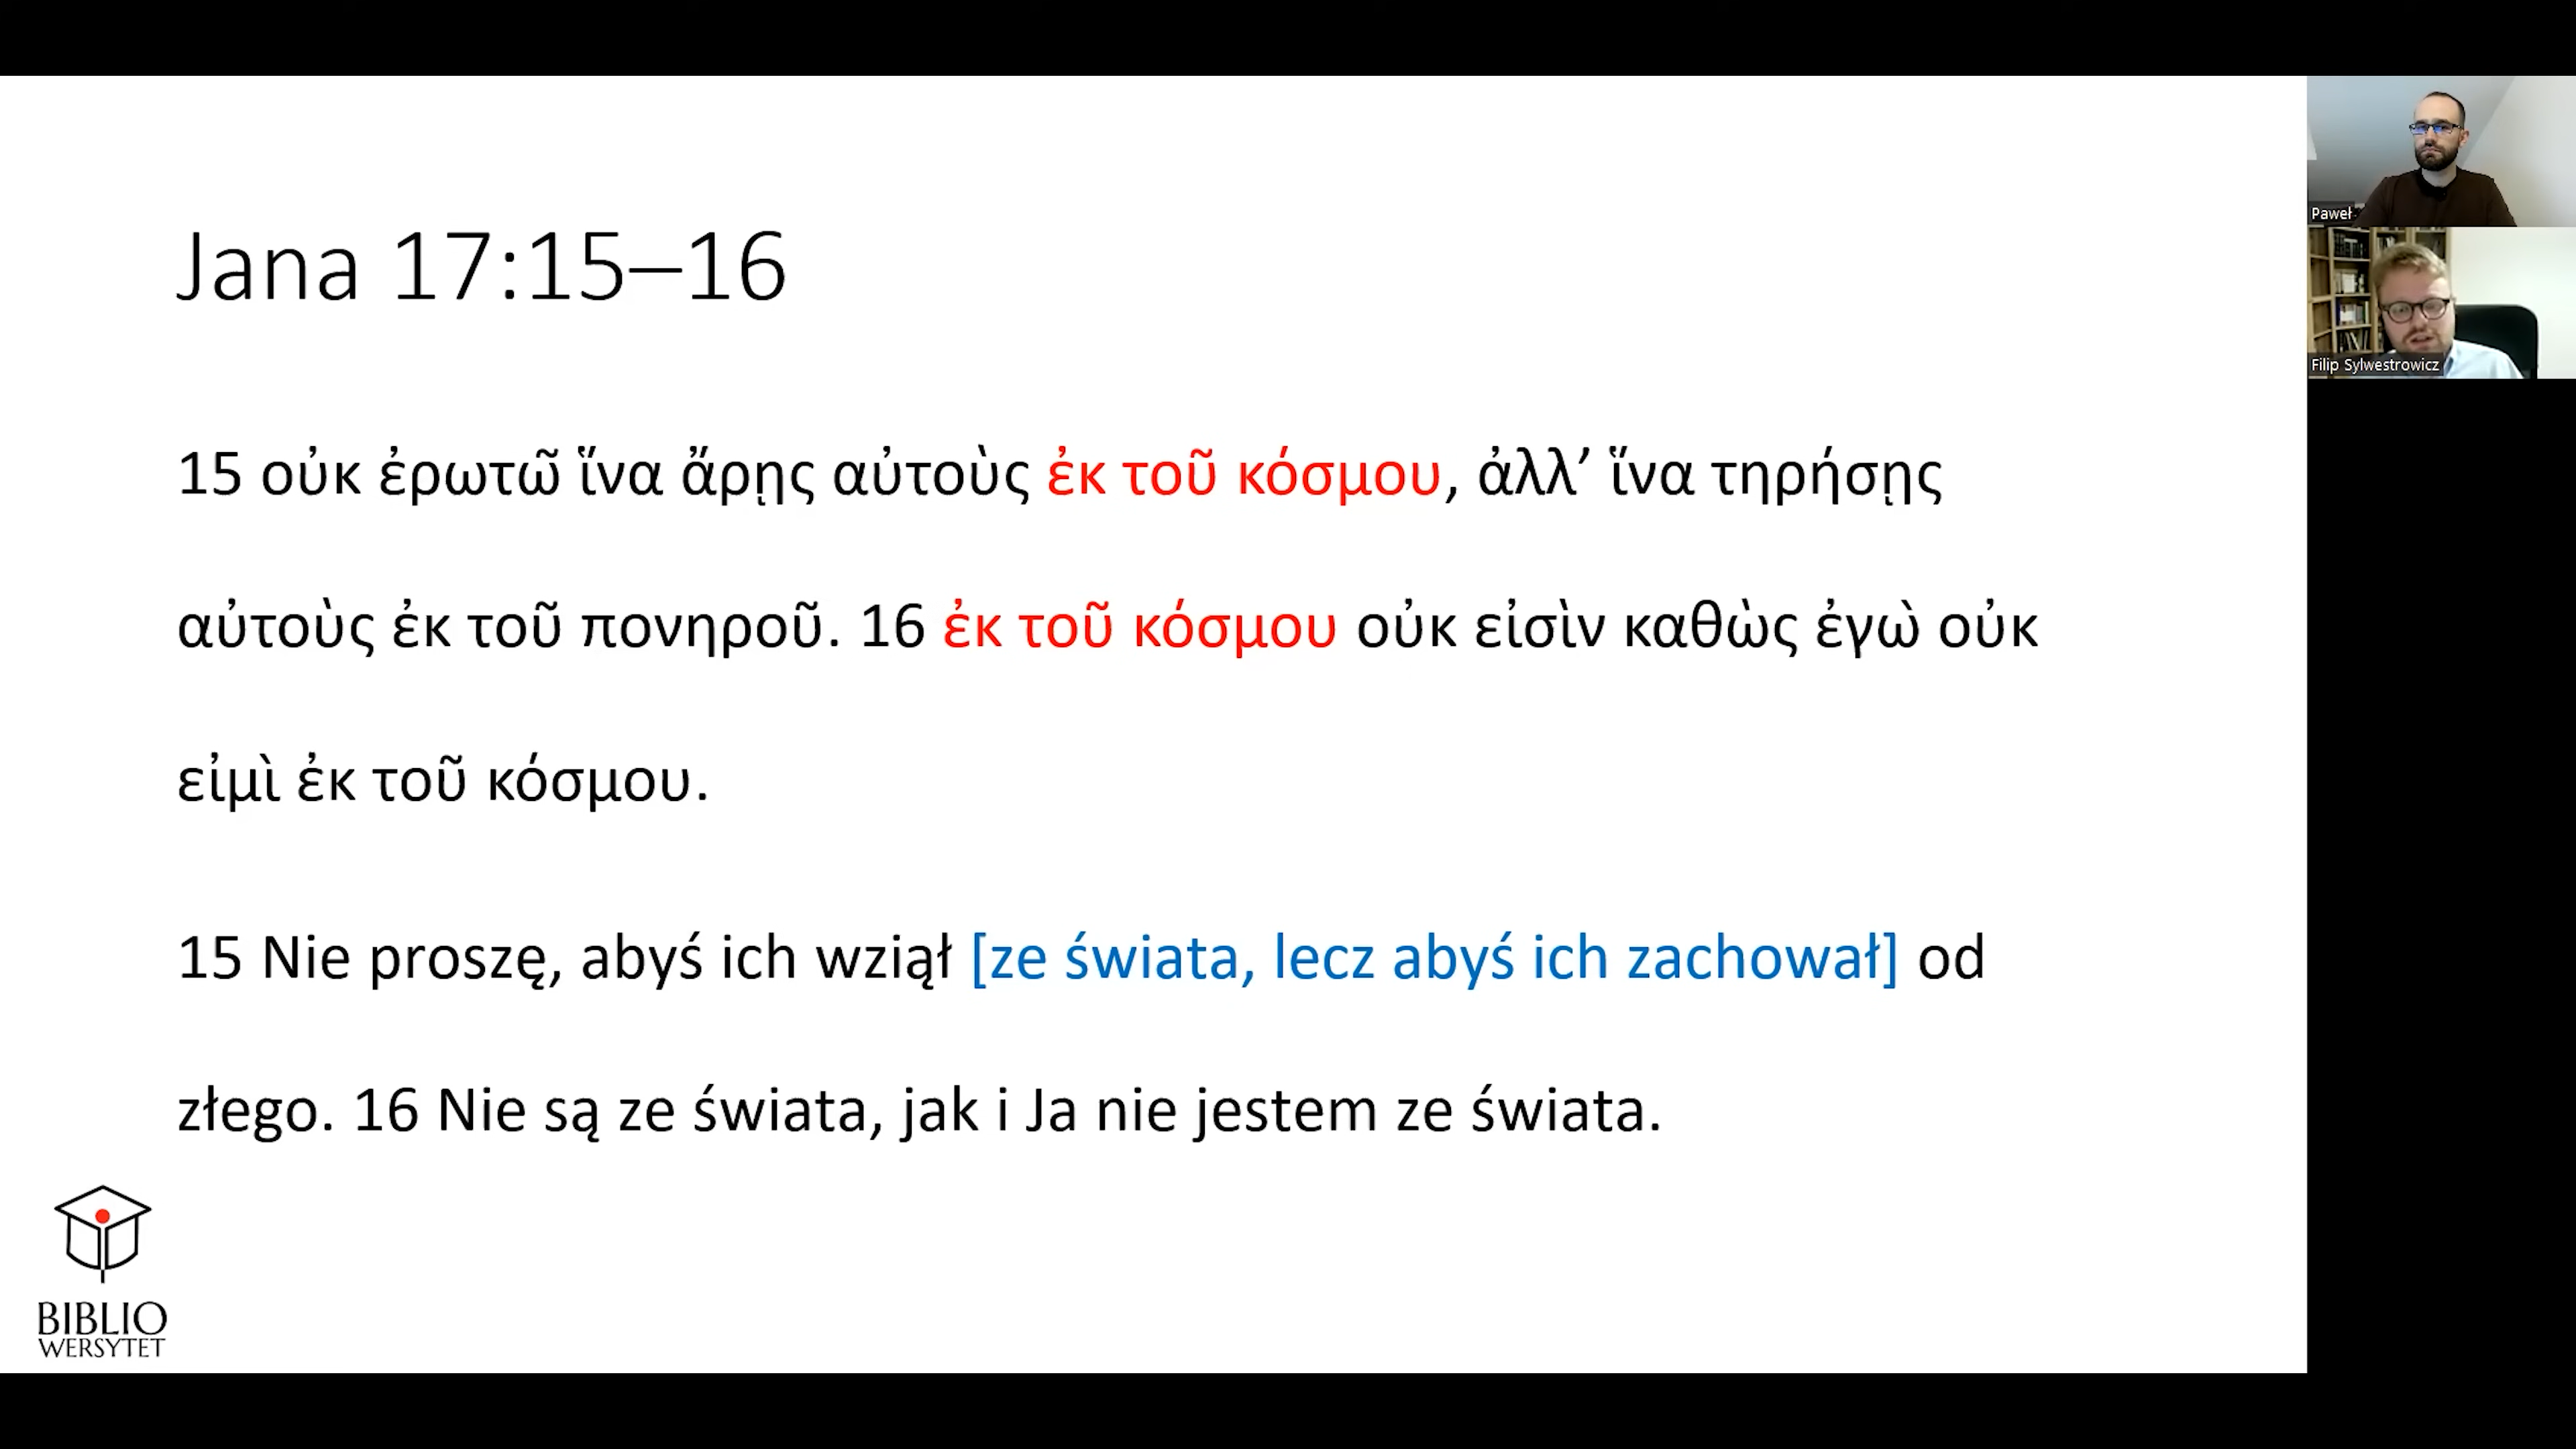 Jana 17:15–16
15 οὐκ ἐρωτῶ ἵνα ἄρῃς αὐτοὺς ἐκ τοῦ κόσμου, ἀλλ’ ἵνα τηρήσῃς
αὐτοὺς ἐκ τοῦ πονηροῦ. 16 ἐκ τοῦ κόσμου οὐκ εἰσὶν καθὼς ἐγὼ οὐκ
εἰμὶ ἐκ τοῦ κόσμου.
15 Nie proszę, abyś ich wziął [ze świata, lecz abyś ich zachował] od
złego. 16 Nie są ze świata, jak i Ja nie jestem ze świata.
BIBLIO
WERSYTET
Paweł
Filip Sylwestrowicz